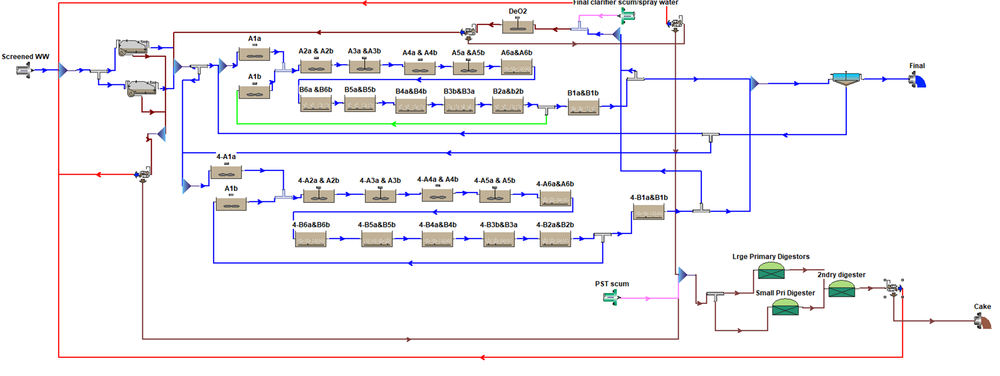 Final clarifier scum/spray water
DeO2
Screened WW
A1a
A2a & A2b
A3a &A3b
A4a & A4b
A5a &A5b
A6a&A6b
Final
A1b
B6a &B6b
B5a&B5b
B4a&B4b
B3b&B3a
B2a&b2b
B1a&B1b
4-A1a
4-A2a & A2b
4-A3a & A3b
4-A4a & A4b
4-A5a & A5b
4-A6a&A6b
A1b
4-B1a&B1b
4-B6a&B6b
4-B5a&B5b
4-B4a&B4b
4-B3b&B3a
4-B2a&B2b
Lrge Primary Digestors
2ndry digester
PST scum
Small Pri Digester
Cake